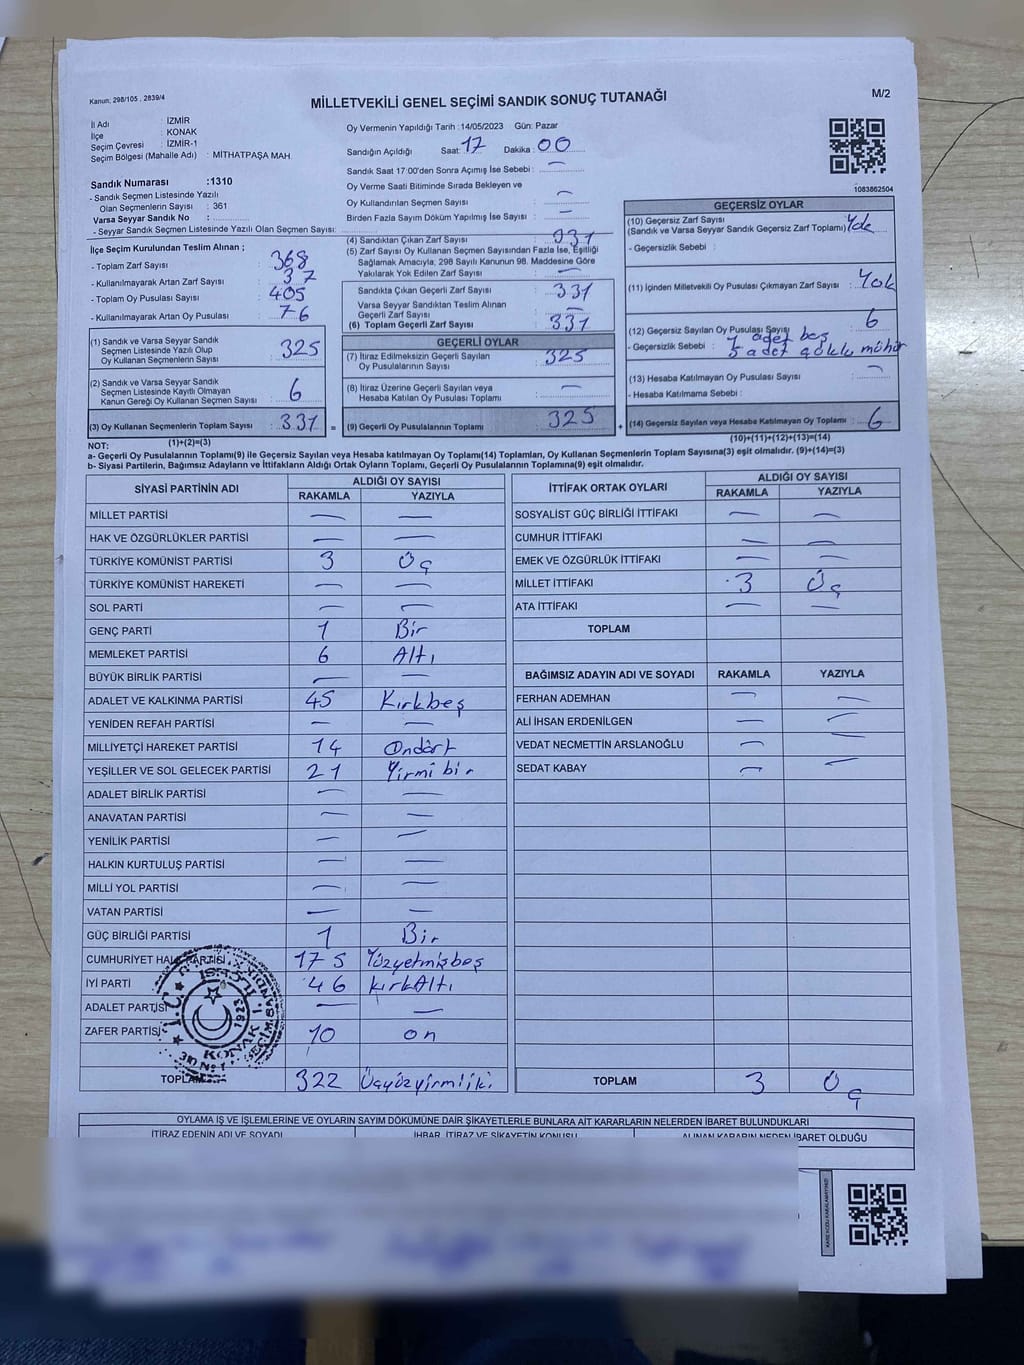 Kanun; 298/105 , 2839/4
MİLLETVEKİLİ GENEL SEÇİMİ SANDIK SONUÇ TUTANAĞI
M/2
İl Adı : İZMİR
İlçe : KONAK
Seçim Çevresi : İZMİR-1
Seçim Bölgesi (Mahalle Adı) : MİTHATPAŞA MAH.
Sandık Numarası :1310
- Sandık Seçmen Listesinde Yazılı
Olan Seçmenlerin Sayısı : 361
Varsa Seyyar Sandık No :
- Seyyar Sandık Seçmen Listesinde Yazılı Olan Seçmen Sayısı:
Oy Vermenin Yapıldığı Tarih :14/05/2023 Gün: Pazar
Sandığın Açıldığı Saat: 17 Dakika: 00
Sandık Saat 17:00'den Sonra Açımış İse Sebebi : —
Oy Verme Saati Bitiminde Sırada Bekleyen ve
Oy Kullandırılan Seçmen Sayısı : —
Birden Fazla Sayım Döküm Yapılmış İse Sayısı : —
1083862504
İlçe Seçim Kurulundan Teslim Alınan ;
- Toplam Zarf Sayısı : 368
- Kullanılmayarak Artan Zarf Sayısı : 37
- Toplam Oy Pusulası Sayısı : 405
- Kullanılmayarak Artan Oy Pusulası : 76
(1) Sandık ve Varsa Seyyar Sandık
Seçmen Listesinde Yazılı Olup
Oy Kullanan Seçmenlerin Sayısı : 325
(2) Sandık ve Varsa Seyyar Sandık
Seçmen Listesinde Kayıtlı Olmayan
Kanun Gereği Oy Kullanan Seçmen Sayısı : 6
(3) Oy Kullanan Seçmenlerin Toplam Sayısı : 331 =
(1)+(2)=(3)
(4) Sandıktan Çıkan Zarf Sayısı : 331
(5) Zarf Sayısı Oy Kullanan Seçmen Sayısından Fazla İse, Eşitliği
Sağlamak Amacıyla, 298 Sayılı Kanunun 98. Maddesine Göre
Yakılarak Yok Edilen Zarf Sayısı : —
Sandıkta Çıkan Geçerli Zarf Sayısı : 331
Varsa Seyyar Sandıktan Teslim Alınan
Geçerli Zarf Sayısı : —
(6) Toplam Geçerli Zarf Sayısı : 331
GEÇERLİ OYLAR
(7) İtiraz Edilmeksizin Geçerli Sayılan
Oy Pusulalarının Sayısı : 325
(8) İtiraz Üzerine Geçerli Sayılan veya
Hesaba Katılan Oy Pusulası Toplamı : —
(9) Geçerli Oy Pusulalarının Toplamı : 325 +
GEÇERSİZ OYLAR
(10) Geçersiz Zarf Sayısı
(Sandık ve Varsa Seyyar Sandık Geçersiz Zarf Toplamı)
- Geçersizlik Sebebi :
(11) İçinden Milletvekili Oy Pusulası Çıkmayan Zarf Sayısı : Yok
(12) Geçersiz Sayılan Oy Pusulası Sayısı : 6
- Geçersizlik Sebebi : 1 adet boş
5 adet çoklu mühür
(13) Hesaba Katılmayan Oy Pusulası Sayısı : —
- Hesaba Katılmama Sebebi :
(14) Geçersiz Sayılan veya Hesaba Katılmayan Oy Toplamı : 6
(10)+(11)+(12)+(13)=(14)
NOT:
a- Geçerli Oy Pusulalarının Toplamı(9) ile Geçersiz Sayılan veya Hesaba katılmayan Oy Toplamı(14) Toplamları, Oy Kullanan Seçmenlerin Toplam Sayısına(3) eşit olmalıdır. (9)+(14)=(3)
b- Siyasi Partilerin, Bağımsız Adayların ve İttifakların Aldığı Ortak Oyların Toplamı, Geçerli Oy Pusulalarının Toplamına(9) eşit olmalıdır.
SİYASİ PARTİNİN ADI ALDIĞI OY SAYISI
RAKAMLA YAZIYLA
MİLLET PARTİSİ — —
HAK VE ÖZGÜRLÜKLER PARTİSİ — —
TÜRKİYE KOMÜNİST PARTİSİ 3 Üç
TÜRKİYE KOMÜNİST HAREKETİ — —
SOL PARTİ — —
GENÇ PARTİ 1 Bir
MEMLEKET PARTİSİ 6 Altı
BÜYÜK BİRLİK PARTİSİ — —
ADALET VE KALKINMA PARTİSİ 45 Kırkbeş
YENİDEN REFAH PARTİSİ — —
MİLLİYETÇİ HAREKET PARTİSİ 14 Ondört
YEŞİLLER VE SOL GELECEK PARTİSİ 21 Yirmi bir
ADALET BİRLİK PARTİSİ — —
ANAVATAN PARTİSİ — —
YENİLİK PARTİSİ — —
HALKIN KURTULUŞ PARTİSİ — —
MİLLİ YOL PARTİSİ — —
VATAN PARTİSİ — —
GÜÇ BİRLİĞİ PARTİSİ 1 Bir
CUMHURİYET HALK PARTİSİ 175 Yüzyetmişbeş
İYİ PARTİ 46 KırkAltı
ADALET PARTİSİ — —
ZAFER PARTİSİ 10 on
TOPLAM 322 Üçyüzyirmiiki
İTTİFAK ORTAK OYLARI ALDIĞI OY SAYISI
RAKAMLA YAZIYLA
SOSYALİST GÜÇ BİRLİĞİ İTTİFAKI — —
CUMHUR İTTİFAKI — —
EMEK VE ÖZGÜRLÜK İTTİFAKI — —
MİLLET İTTİFAKI 3 Üç
ATA İTTİFAKI — —
TOPLAM
BAĞIMSIZ ADAYIN ADI VE SOYADI RAKAMLA YAZIYLA
FERHAN ADEMHAN — —
ALİ İHSAN ERDENİLGEN — —
VEDAT NECMETTİN ARSLANOĞLU — —
SEDAT KABAY — —
TOPLAM 3 Üç
T.C. KONAK 1. 1923
OYLAMA İŞ VE İŞLEMLERİNE VE OYLARIN SAYIM DÖKÜMÜNE DAİR ŞİKAYETLERLE BUNLARA AİT KARARLARIN NELERDEN İBARET BULUNDUKLARI
İTİRAZ EDENİN ADI VE SOYADI İHBAR, İTİRAZ VE ŞİKAYETİN KONUSU ALINAN KARARIN NEDEN İBARET OLDUĞU